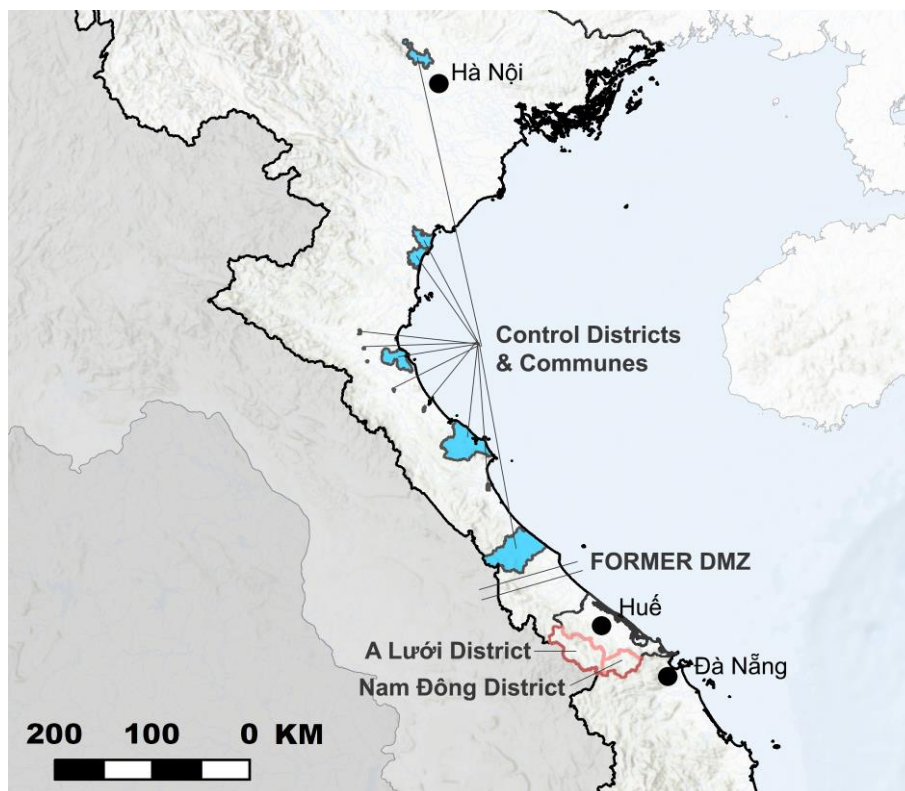 Hà Nội
Control Districts
& Communes
FORMER DMZ
Huế
A Lưới District
Đà Nẵng
Nam Đông District
200 100 0 KM